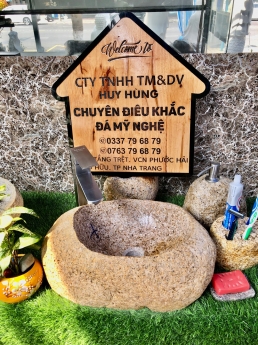 Welcome To
CTY TNHH TM&DV
HUY HÙNG
CHUYÊN ĐIÊU KHẮC
ĐÁ MỸ NGHỆ
0337 79 68 79
0763 79 68 79
TRỆT, VCN PHƯỚC HẢI
HỮU, TP NHA TRANG